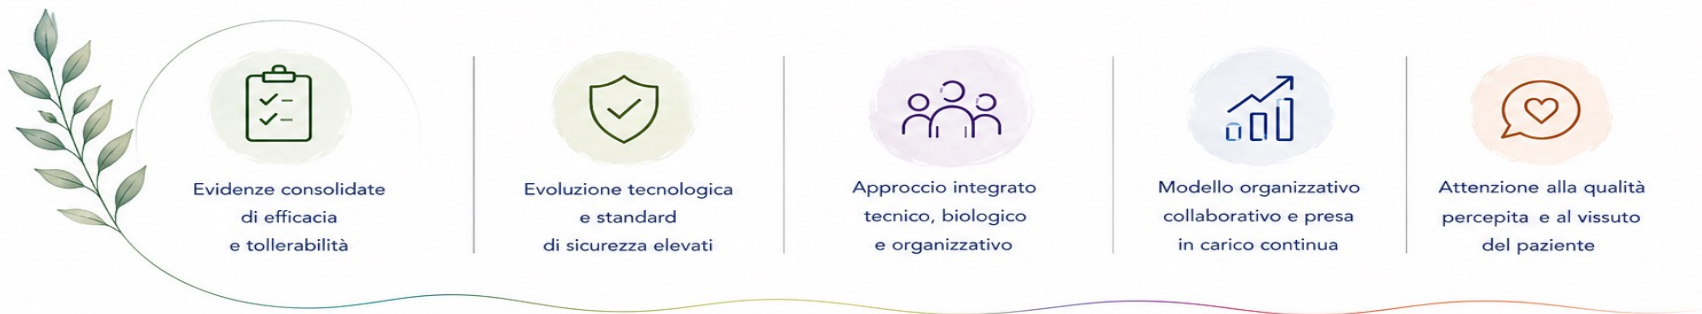 Evidenze consolidate
di efficacia
e tollerabilità
Evoluzione tecnologica
e standard
di sicurezza elevati
Approccio integrato
tecnico, biologico
e organizzativo
Modello organizzativo
collaborativo e presa
in carico continua
Attenzione alla qualità
percepita e al vissuto
del paziente